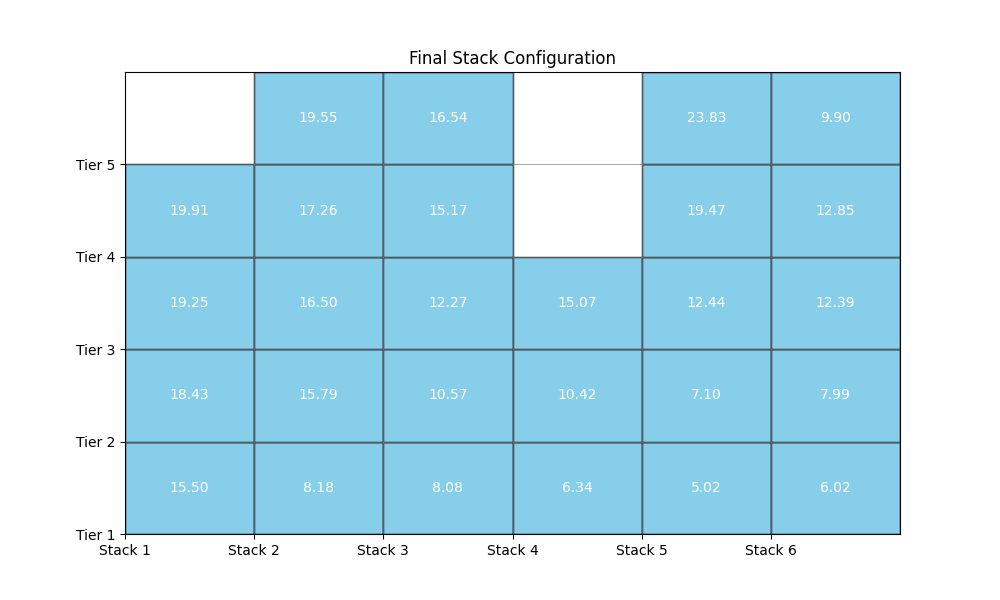 Final Stack Configuration
19.55 16.54 23.83 9.90
Tier 5
19.91 17.26 15.17 19.47 12.85
Tier 4
19.25 16.50 12.27 15.07 12.44 12.39
Tier 3
18.43 15.79 10.57 10.42 7.10 7.99
Tier 2
15.50 8.18 8.08 6.34 5.02 6.02
Tier 1
Stack 1 Stack 2 Stack 3 Stack 4 Stack 5 Stack 6